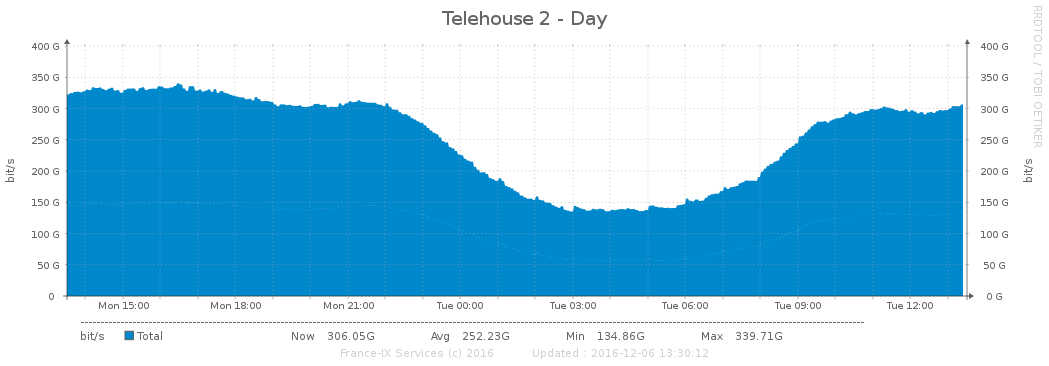 Telehouse 2 - Day
RRDTOOL / TOBI OETIKER
bit/s
400 G 400 G
350 G 350 G
300 G 300 G
250 G 250 G
200 G 200 G
150 G 150 G
100 G 100 G
50 G 50 G
0 0 G
bit/s
Mon 15:00 Mon 18:00 Mon 21:00 Tue 00:00 Tue 03:00 Tue 06:00 Tue 09:00 Tue 12:00
bit/s Total Now 306.05G Avg 252.23G Min 134.86G Max 339.71G
France-IX Services (c) 2016 Updated : 2016-12-06 13:30:12